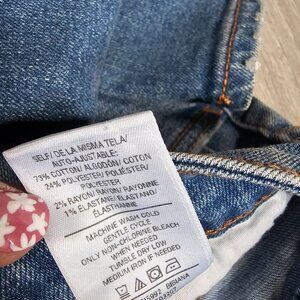 SELF/ DE LA MISMA TELA/
AUTO-AJUSTABLE:
73% COTTON/ ALGODÓN/ COTON
24% POLYESTER/ POLIÉSTER/
POLYESTER
2% RAYON/ RAYÓN/ RAYONNE
1% ELASTANE/ ELASTANO/
ÉLASTHANNE
MACHINE WASH COLD
GENTLE CYCLE
ONLY NON-CHLORINE BLEACH
WHEN NEEDED
TUMBLE DRY LOW
MEDIUM IRON IF NEEDED
BIBIANA